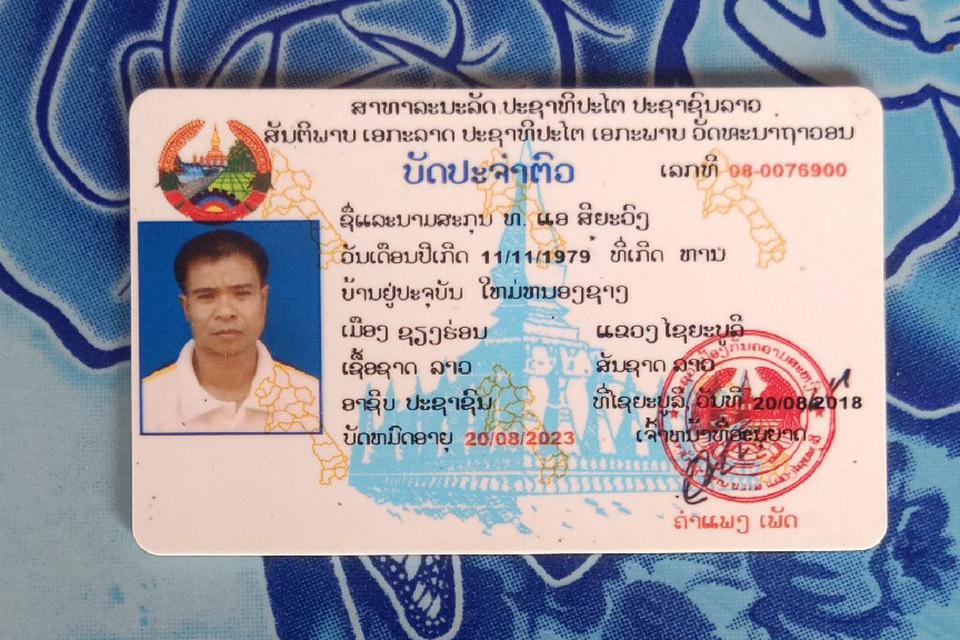 ສາທາລະນະລັດ ປະຊາທິປະໄຕ ປະຊາຊົນລາວ
ສັນຕິພາບ ເອກະລາດ ປະຊາທິປະໄຕ ເອກະພາບ ວັດທະນາຖາວອນ
ບັດປະຈຳຕົວ ເລກທີ 08-0076900
ຊື່ແລະນາມສະກຸນ ທ. ແອ ສີຍະວົງ
ວັນເດືອນປີເກີດ 11/11/1979 ທີ່ເກີດ ຫານ
ບ້ານຢູ່ປະຈຸບັນ ໃຫມ່ຫນອງຊາງ
ເມືອງ ຊຽງຮ່ອນ ແຂວງ ໄຊຍະບູລີ
ເຊື້ອຊາດ ລາວ ສັນຊາດ ລາວ
ອາຊິບ ປະຊາຊົນ ທີ່ໄຊຍະບູລີ, ວັນທີ 20/08/2018
ບັດຫມົດອາຍຸ 20/08/2023 ເຈົ້າຫນ້າທີ່ອະນຸຍາດ
ຄຳແພງ ເພັດ